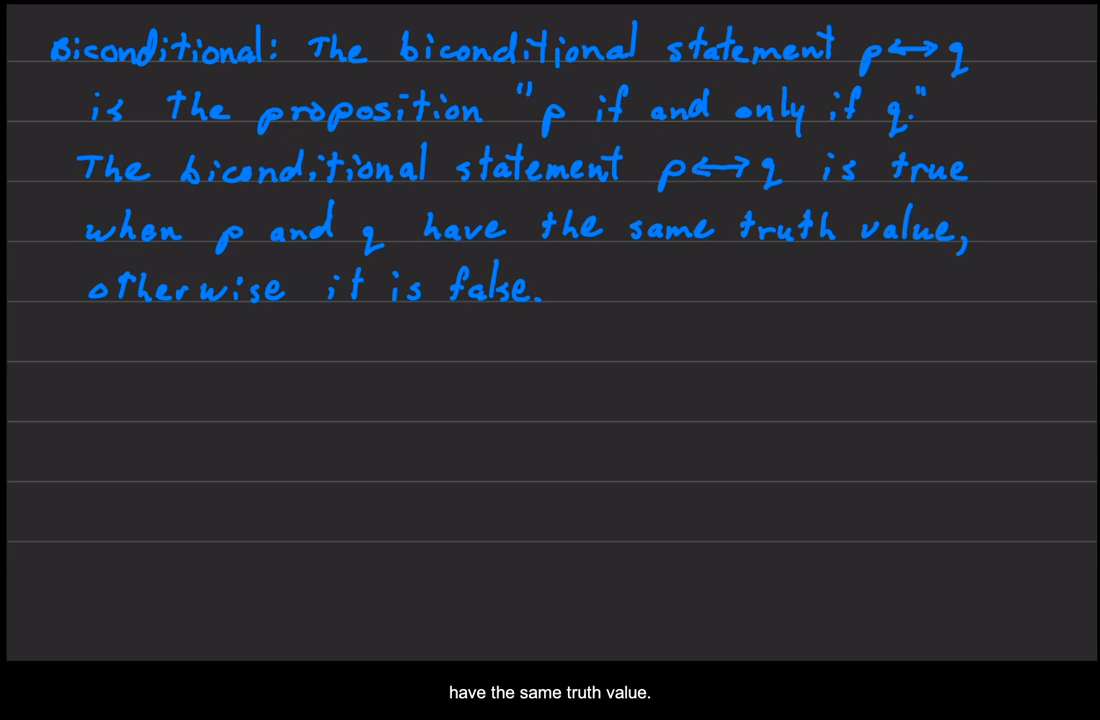 Biconditional: The biconditional statement p↔q
is the proposition "p if and only if q."
The biconditional statement p↔q is true
when p and q have the same truth value,
otherwise it is false.
have the same truth value.